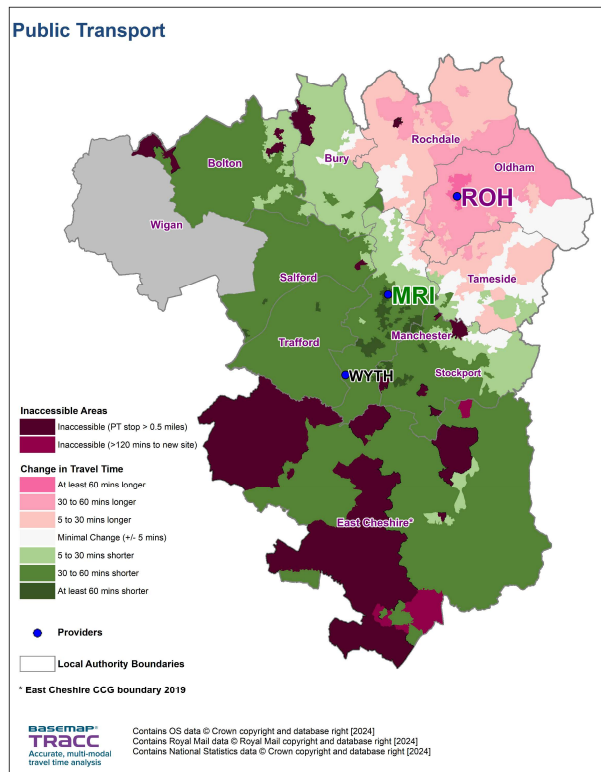 Public Transport
Rochdale
Oldham
Bury
Bolton
ROH
Wigan
Salford
Tameside
MRI
Trafford
Manchester
WYTH
Stockport
East Cheshire*
Inaccessible Areas
Inaccessible (PT stop > 0.5 miles)
Inaccessible (>120 mins to new site)
Change in Travel Time
At least 60 mins longer
30 to 60 mins longer
5 to 30 mins longer
Minimal Change (+/- 5 mins)
5 to 30 mins shorter
30 to 60 mins shorter
At least 60 mins shorter
Providers
Local Authority Boundaries
* East Cheshire CCG boundary 2019
BASEMAP®
TRACC
Accurate, multi-modal
travel time analysis
Contains OS data © Crown copyright and database right [2024]
Contains Royal Mail data © Royal Mail copyright and database right [2024]
Contains National Statistics data © Crown copyright and database right [2024]